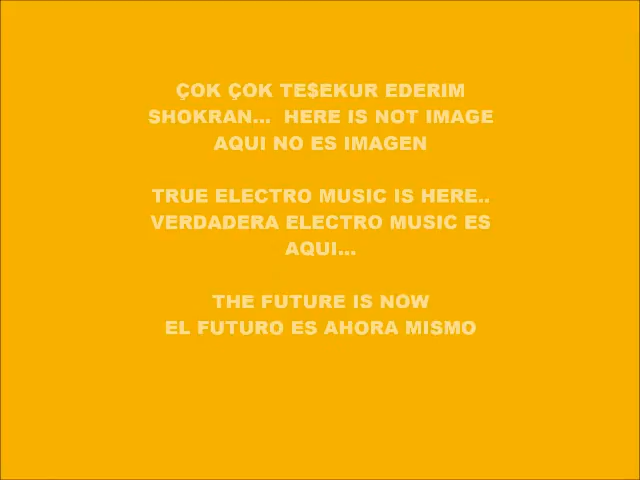 ÇOK ÇOK TE$EKUR EDERIM
SHOKRAN... HERE IS NOT IMAGE
AQUI NO ES IMAGEN
TRUE ELECTRO MUSIC IS HERE..
VERDADERA ELECTRO MUSIC ES
AQUI...
THE FUTURE IS NOW
EL FUTURO ES AHORA MISMO